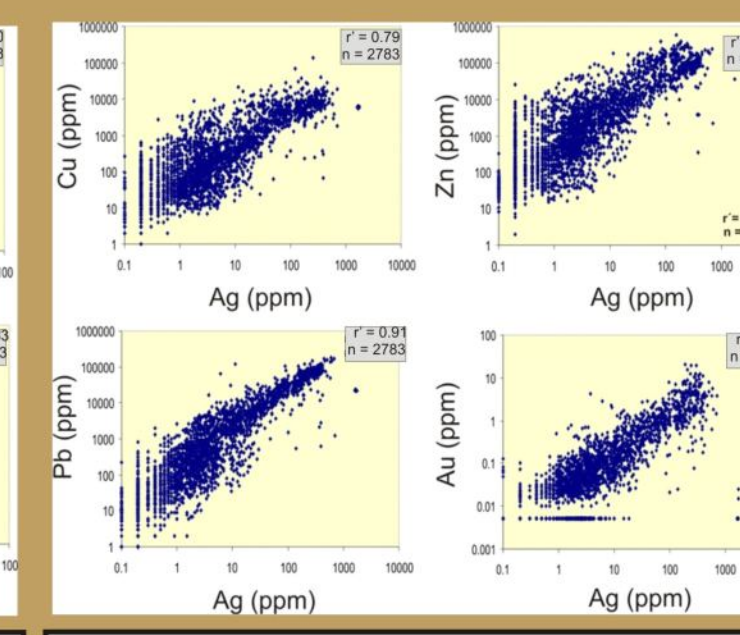 1000000
100000
10000
1000
100
10
1
0.1 1 10 100 1000 10000
Cu (ppm)
Ag (ppm)
r' = 0.79
n = 2783
1000000
100000
10000
1000
100
10
1
0.1 1 10 100 1000
Zn (ppm)
Ag (ppm)
r'
n
r'=
n =
1000000
100000
10000
1000
100
10
1
0.1 1 10 100 1000 10000
Pb (ppm)
Ag (ppm)
r' = 0.91
n = 2783
100
10
1
0.1
0.01
0.001
0.1 1 10 100 1000
Au (ppm)
Ag (ppm)
n
3
3
100